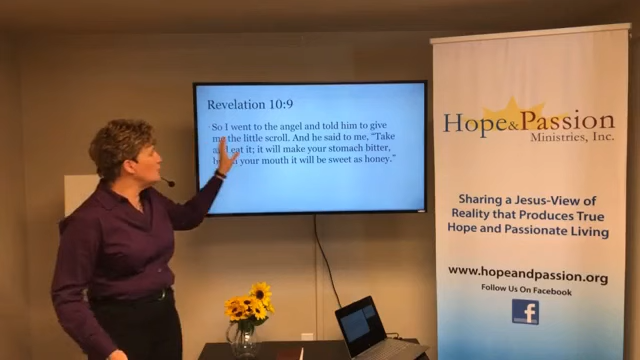 Revelation 10:9
So I went to the angel and told him to give
me the little scroll. And he said to me, "Take
eat it; it will make your stomach bitter,
your mouth it will be sweet as honey."
Hope&Passion
Ministries, Inc.
Sharing a Jesus-View of
Reality that Produces True
Hope and Passionate Living
www.hopeandpassion.org
Follow Us On Facebook
f